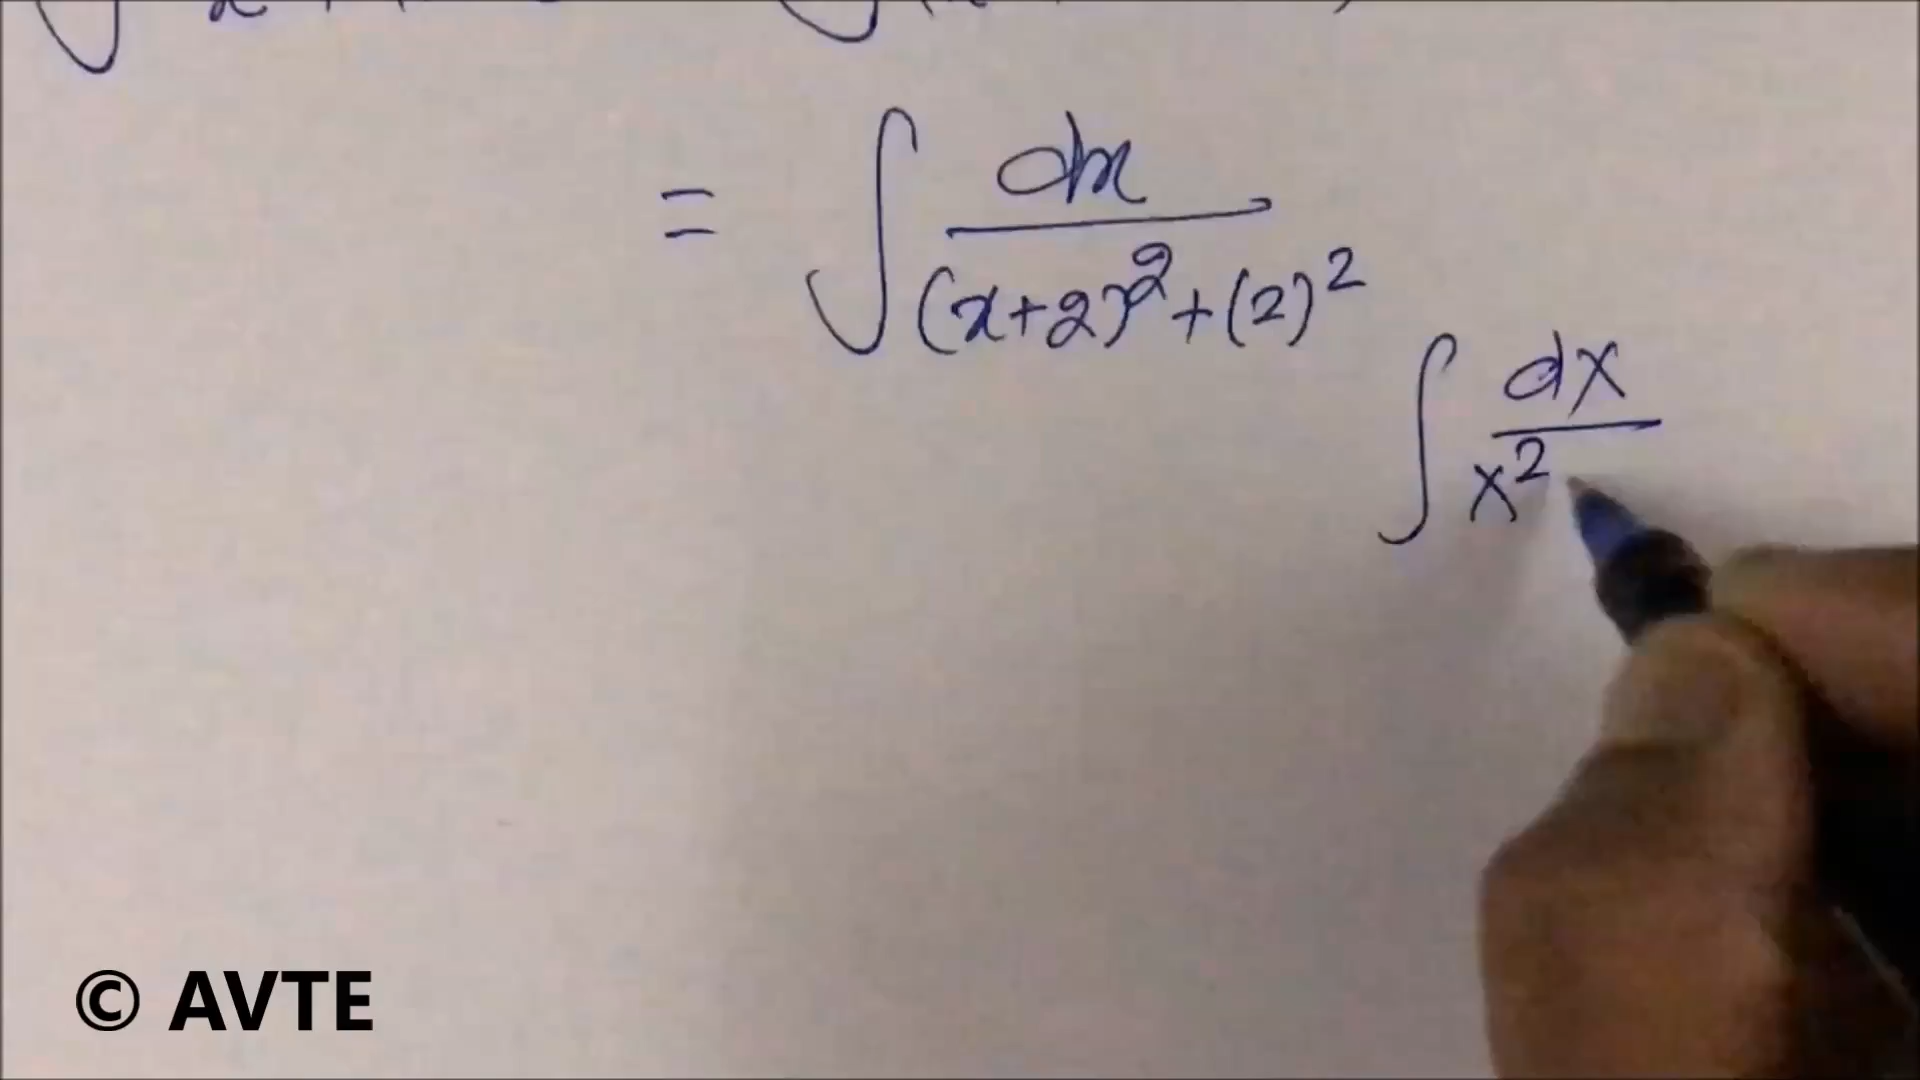 = ∫ dx / (x+2)² + (2)²
∫ dx / x²
© AVTE